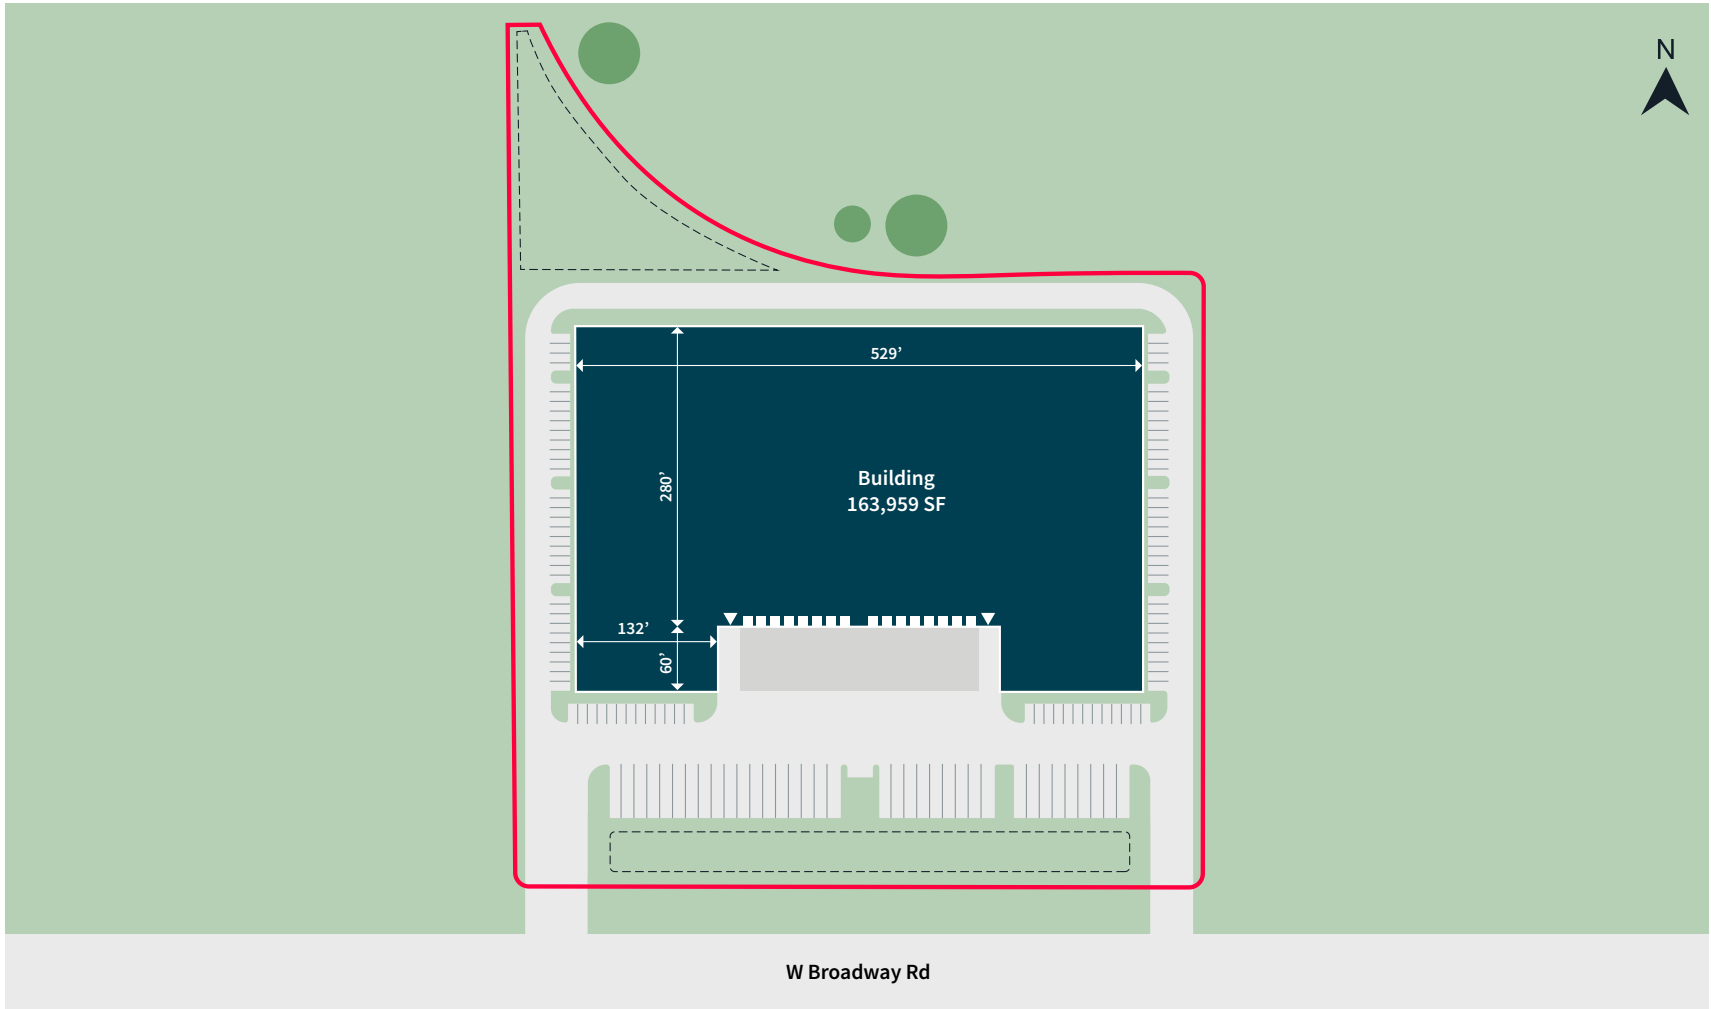 N
529’
280’
Building
163,959 SF
132’
60’
W Broadway Rd